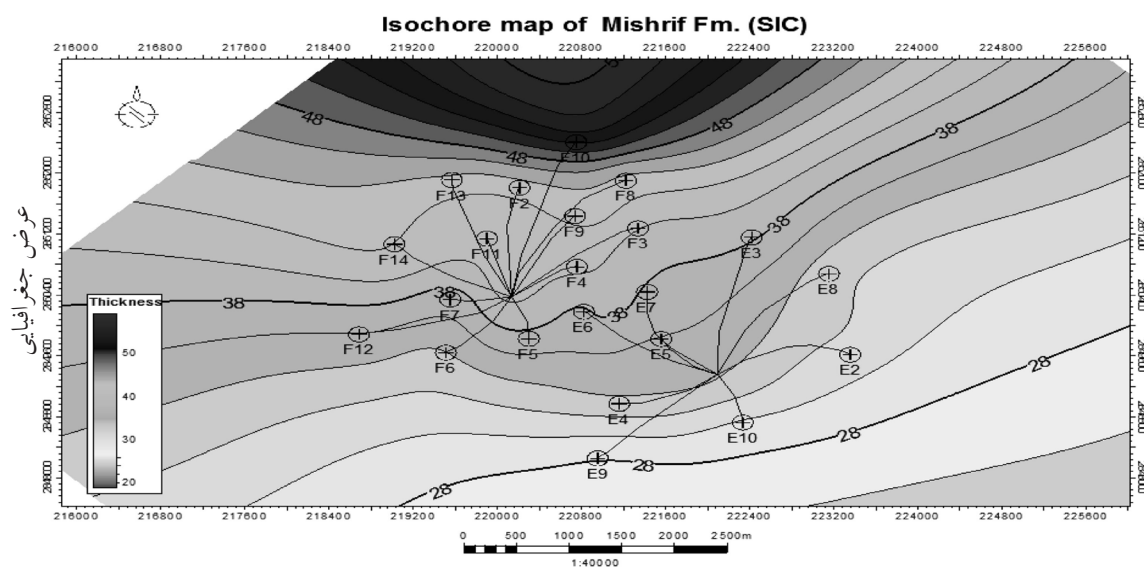 Isochore map of Mishrif Fm. (SIC)
216000 216800 217600 218400 219200 220000 220800 221600 222400 223200 224000 224800 225600
عرض جغرافیایی
48
48
48
38
38
38
38
38
28
28
28
28
F10
F13
F2
F8
F9
F3
F11
F14
F4
E3
E8
E7
E7
E6
F12
F5
E5
F6
E2
E4
E10
E9
Thickness
50
40
30
20
216000 216800 217600 218400 219200 220000 220800 221600 222400 223200 224000 224800 225600
0 500 1000 1500 2000 2500m
1:40000